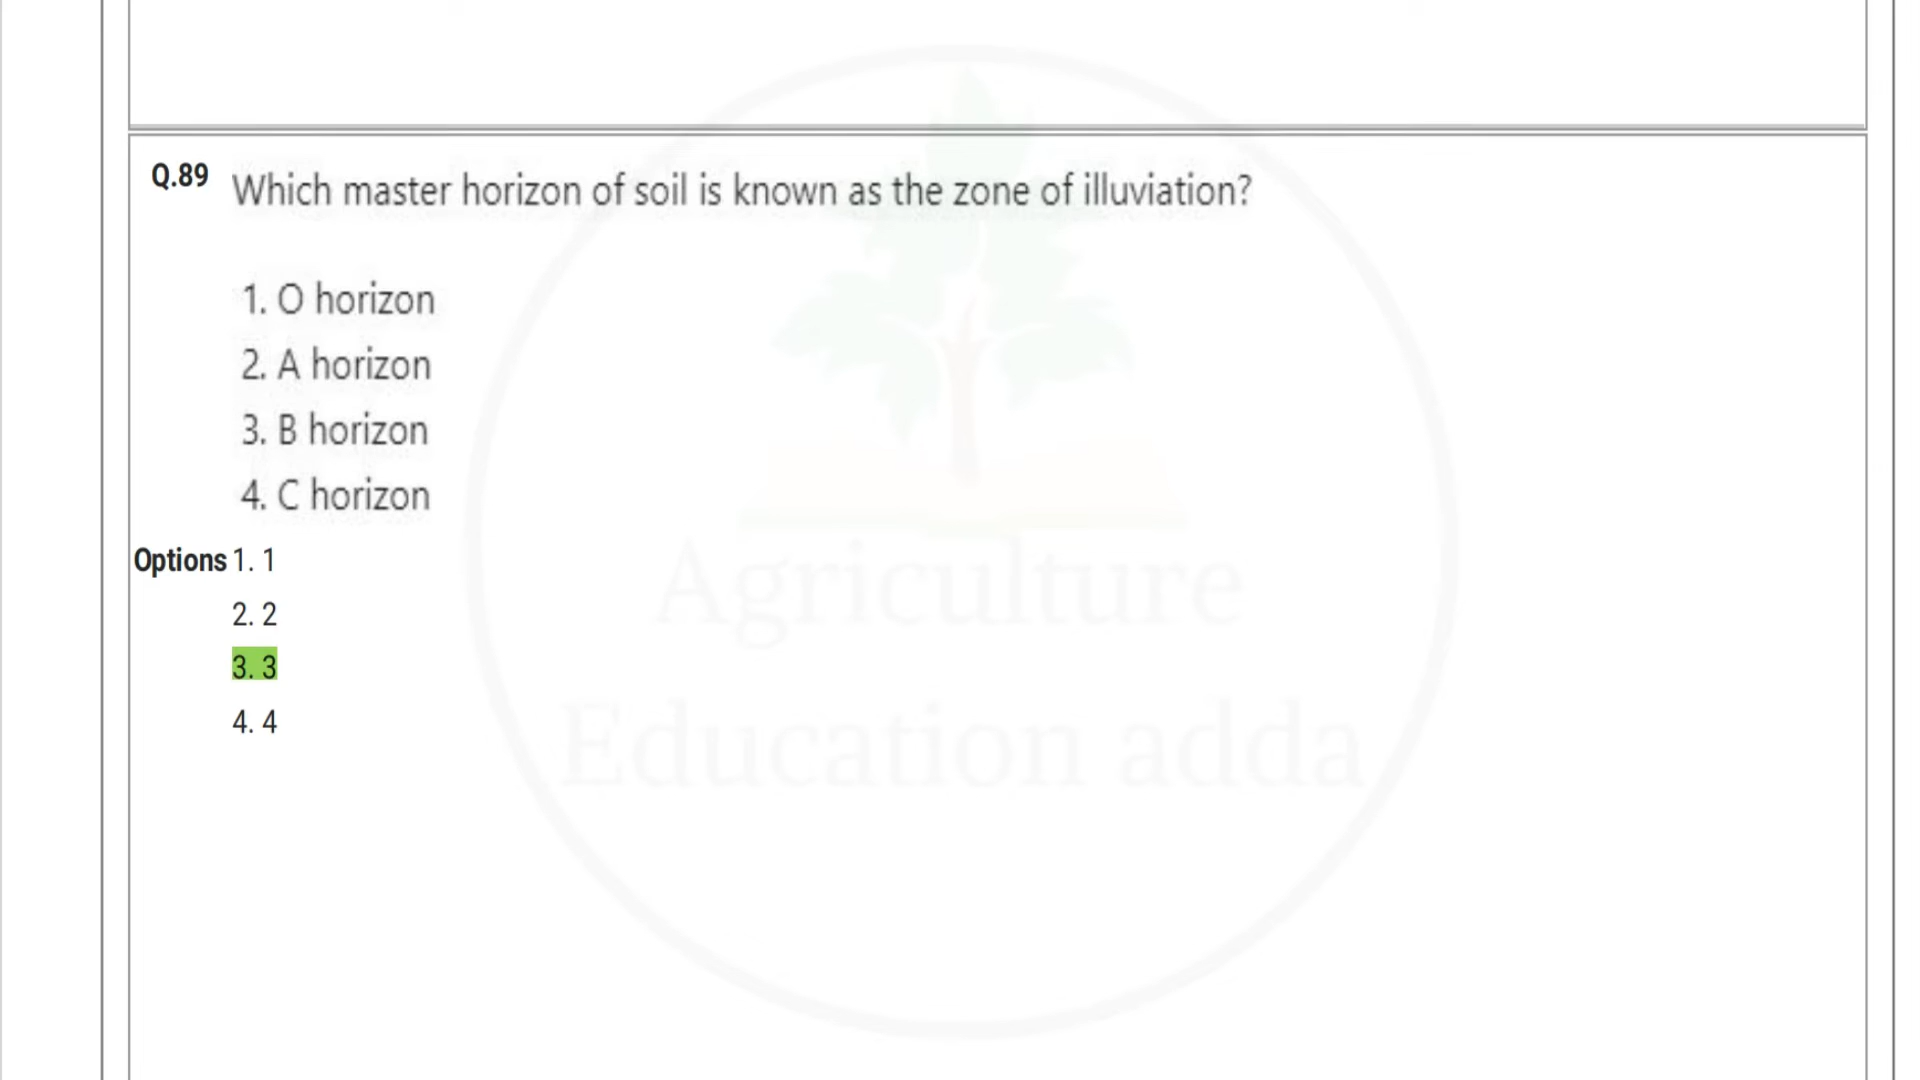 Q.89 Which master horizon of soil is known as the zone of illuviation?
1. O horizon
2. A horizon
3. B horizon
4. C horizon
Options 1. 1
2. 2
3. 3
4. 4
Agriculture
Education adda